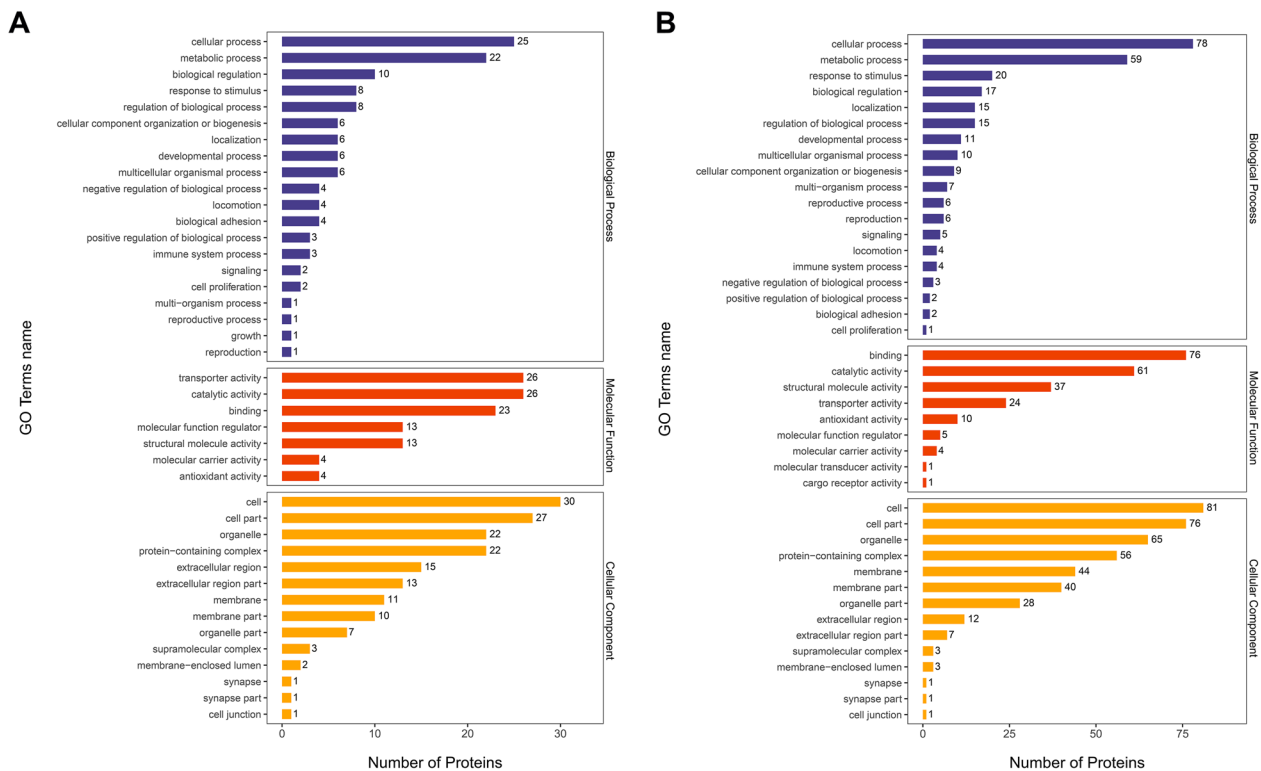 A
cellular process 25
metabolic process 22
biological regulation 10
response to stimulus 8
regulation of biological process 8
cellular component organization or biogenesis 6
localization 6
developmental process 6
multicellular organismal process 6
negative regulation of biological process 4
locomotion 4
biological adhesion 4
positive regulation of biological process 3
immune system process 3
signaling 2
cell proliferation 2
multi−organism process 1
reproductive process 1
growth 1
reproduction 1
Biological Process
transporter activity 26
catalytic activity 26
binding 23
molecular function regulator 13
structural molecule activity 13
molecular carrier activity 4
antioxidant activity 4
Molecular Function
cell 30
cell part 27
organelle 22
protein−containing complex 22
extracellular region 15
extracellular region part 13
membrane 11
membrane part 10
organelle part 7
supramolecular complex 3
membrane−enclosed lumen 2
synapse 1
synapse part 1
cell junction 1
Cellular Component
0 10 20 30
Number of Proteins
GO Terms name
B
cellular process 78
metabolic process 59
response to stimulus 20
biological regulation 17
localization 15
regulation of biological process 15
developmental process 11
multicellular organismal process 10
cellular component organization or biogenesis 9
multi−organism process 7
reproductive process 6
reproduction 6
signaling 5
locomotion 4
immune system process 4
negative regulation of biological process 3
positive regulation of biological process 2
biological adhesion 2
cell proliferation 1
Biological Process
binding 76
catalytic activity 61
structural molecule activity 37
transporter activity 24
antioxidant activity 10
molecular function regulator 5
molecular carrier activity 4
molecular transducer activity 1
cargo receptor activity 1
Molecular Function
cell 81
cell part 76
organelle 65
protein−containing complex 56
membrane 44
membrane part 40
organelle part 28
extracellular region 12
extracellular region part 7
supramolecular complex 3
membrane−enclosed lumen 3
synapse 1
synapse part 1
cell junction 1
Cellular Component
0 25 50 75
Number of Proteins
GO Terms name